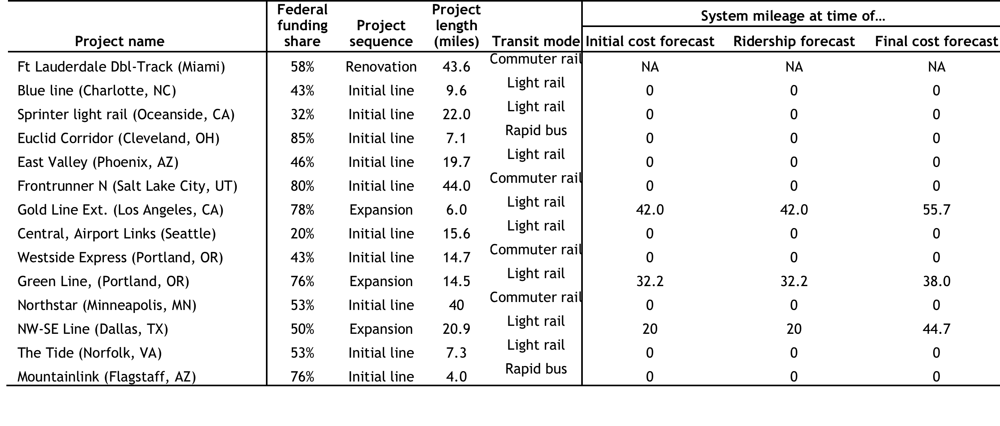 Project name Federal funding share Project sequence Project length (miles) Transit mode System mileage at time of…
Initial cost forecast Ridership forecast Final cost forecast
Ft Lauderdale Dbl-Track (Miami) 58% Renovation 43.6 Commuter rail NA NA NA
Blue line (Charlotte, NC) 43% Initial line 9.6 Light rail 0 0 0
Sprinter light rail (Oceanside, CA) 32% Initial line 22.0 Light rail 0 0 0
Euclid Corridor (Cleveland, OH) 85% Initial line 7.1 Rapid bus 0 0 0
East Valley (Phoenix, AZ) 46% Initial line 19.7 Light rail 0 0 0
Frontrunner N (Salt Lake City, UT) 80% Initial line 44.0 Commuter rail 0 0 0
Gold Line Ext. (Los Angeles, CA) 78% Expansion 6.0 Light rail 42.0 42.0 55.7
Central, Airport Links (Seattle) 20% Initial line 15.6 Light rail 0 0 0
Westside Express (Portland, OR) 43% Initial line 14.7 Commuter rail 0 0 0
Green Line, (Portland, OR) 76% Expansion 14.5 Light rail 32.2 32.2 38.0
Northstar (Minneapolis, MN) 53% Initial line 40 Commuter rail 0 0 0
NW-SE Line (Dallas, TX) 50% Expansion 20.9 Light rail 20 20 44.7
The Tide (Norfolk, VA) 53% Initial line 7.3 Light rail 0 0 0
Mountainlink (Flagstaff, AZ) 76% Initial line 4.0 Rapid bus 0 0 0